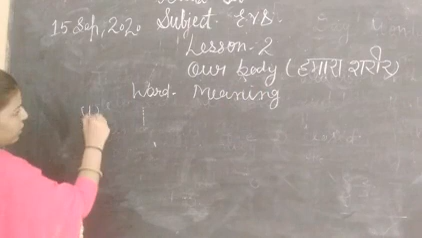 15 Sep, 2020 Subject - EVS.
Lesson-2
Our body (हमारा शरीर)
Word - Meaning